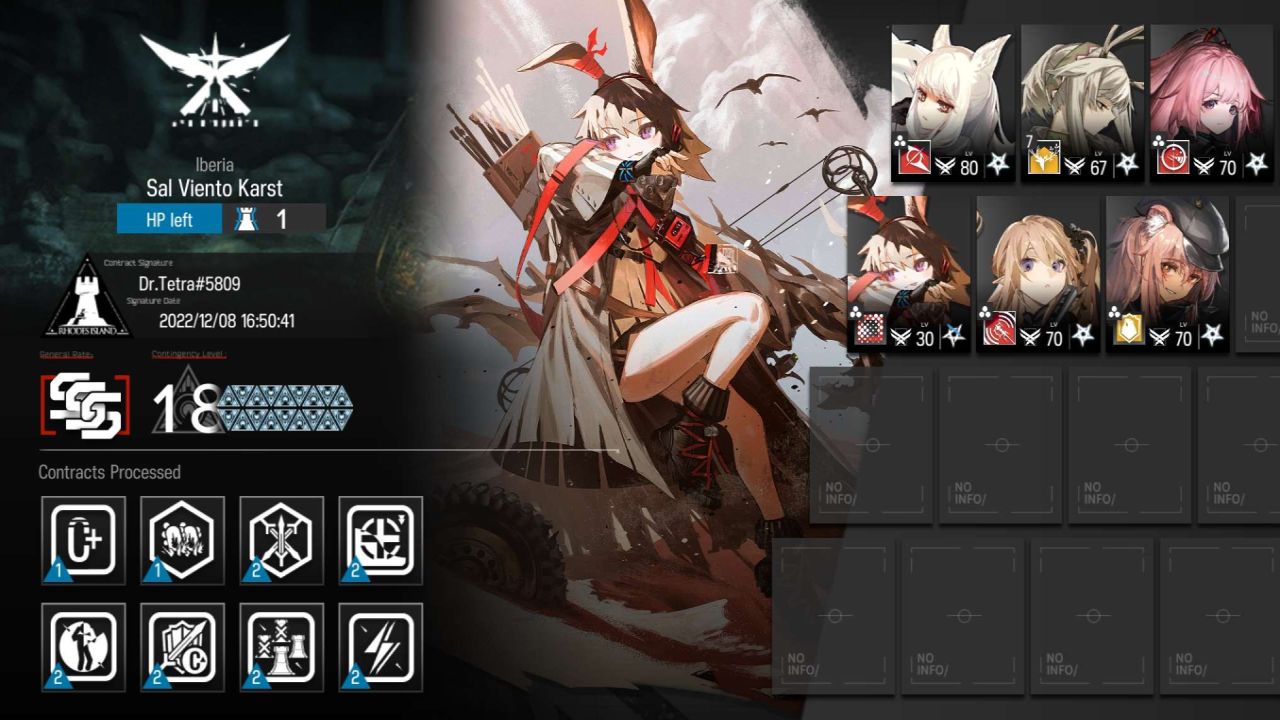 Iberia
Sal Viento Karst
HP left 1
Contract Signature
Dr.Tetra#5809
Signature Date
2022/12/08 16:50:41
RHODES ISLAND
General Rate:
Contingency Level:
SSS
18
Contracts Processed
1
1
2
2
2
2
2
2
LV
80
7
LV
67
LV
70
LV
30
LV
70
LV
70
NO
INFO/
NO
INFO/
NO
INFO/
NO
INFO/
NO
INFO/
NO
INFO/
NO
INFO/
NO
INFO/
NO
INFO/